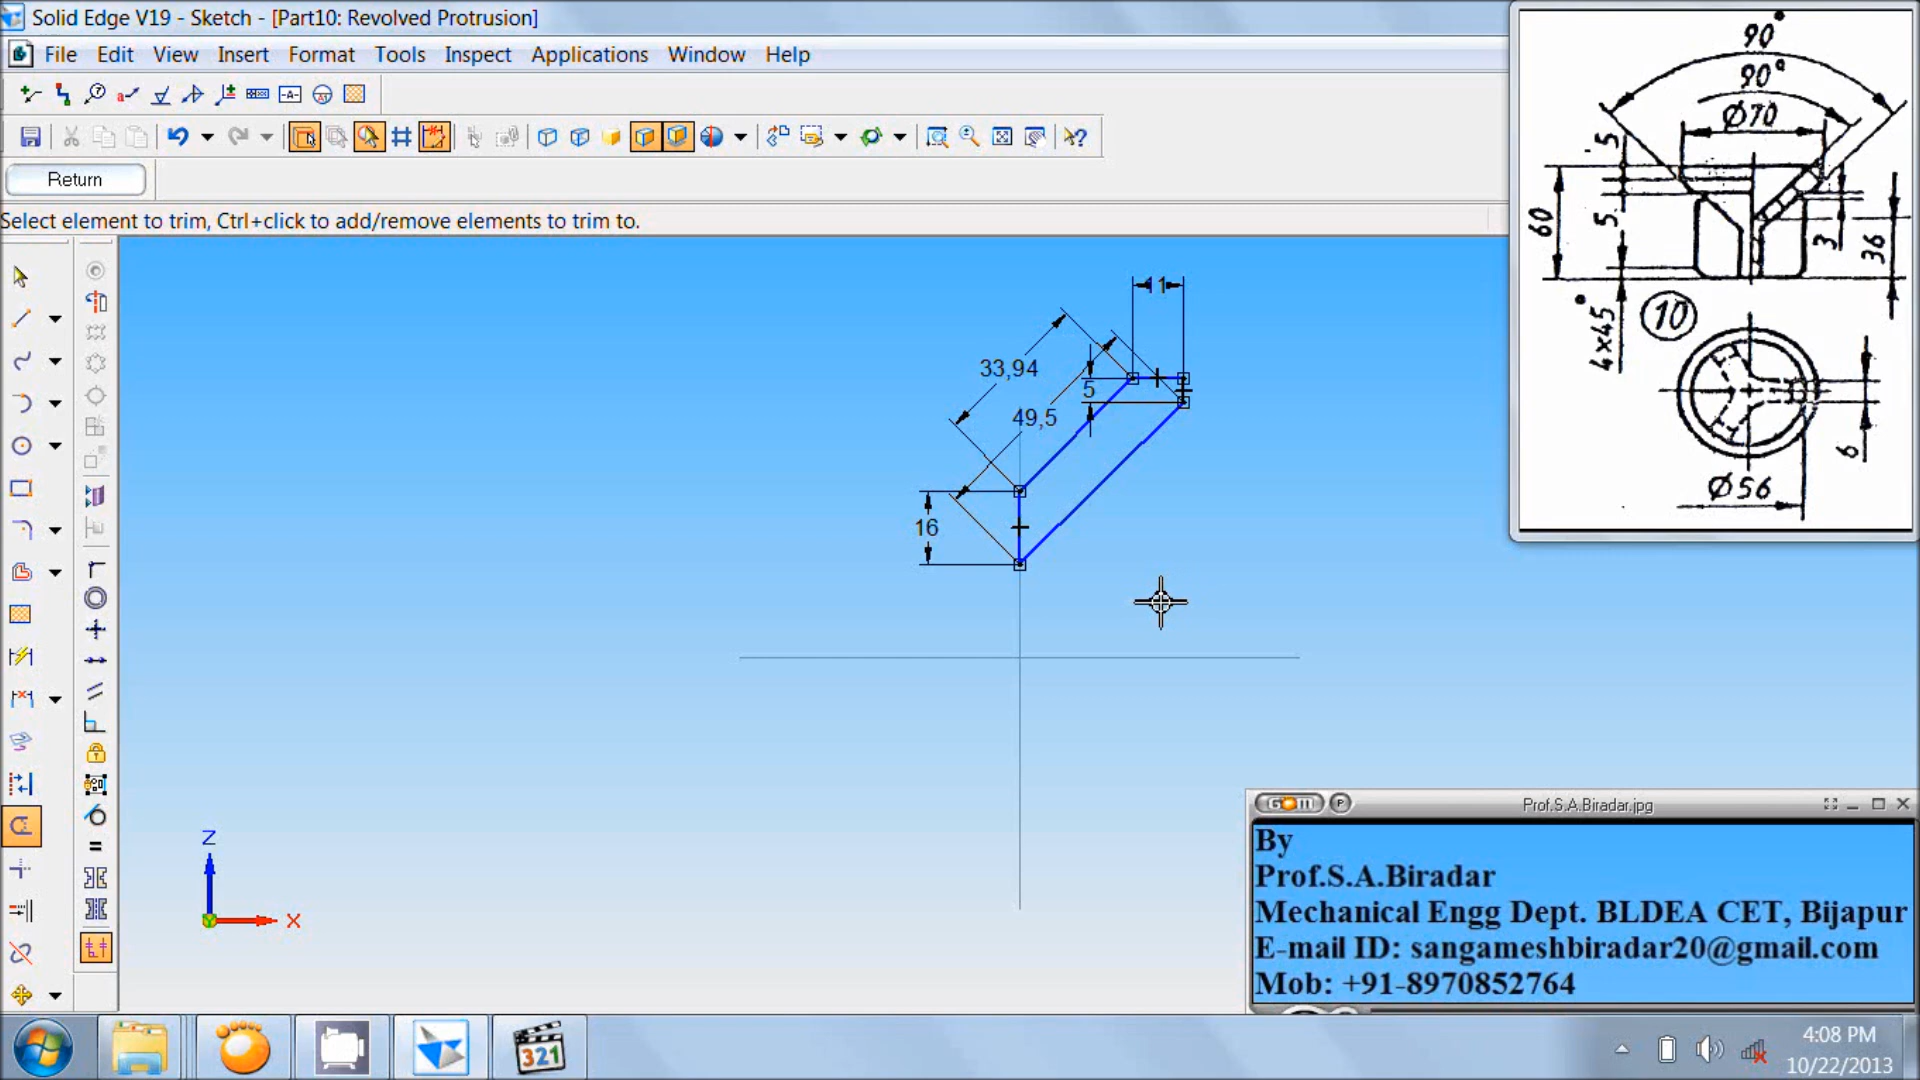 Solid Edge V19 - Sketch - [Part10: Revolved Protrusion]
File Edit View Insert Format Tools Inspect Applications Window Help
Return
Select element to trim, Ctrl+click to add/remove elements to trim to.
11
33,94
5
49,5
16
Z
X
90°
90°
Ø70
5
60
5
3
36
4x45°
10
6
Ø56
GOM P Prof.S.A.Biradar.jpg
By
Prof.S.A.Biradar
Mechanical Engg Dept. BLDEA CET, Bijapur
E-mail ID: sangameshbiradar20@gmail.com
Mob: +91-8970852764
321
4:08 PM
10/22/2013